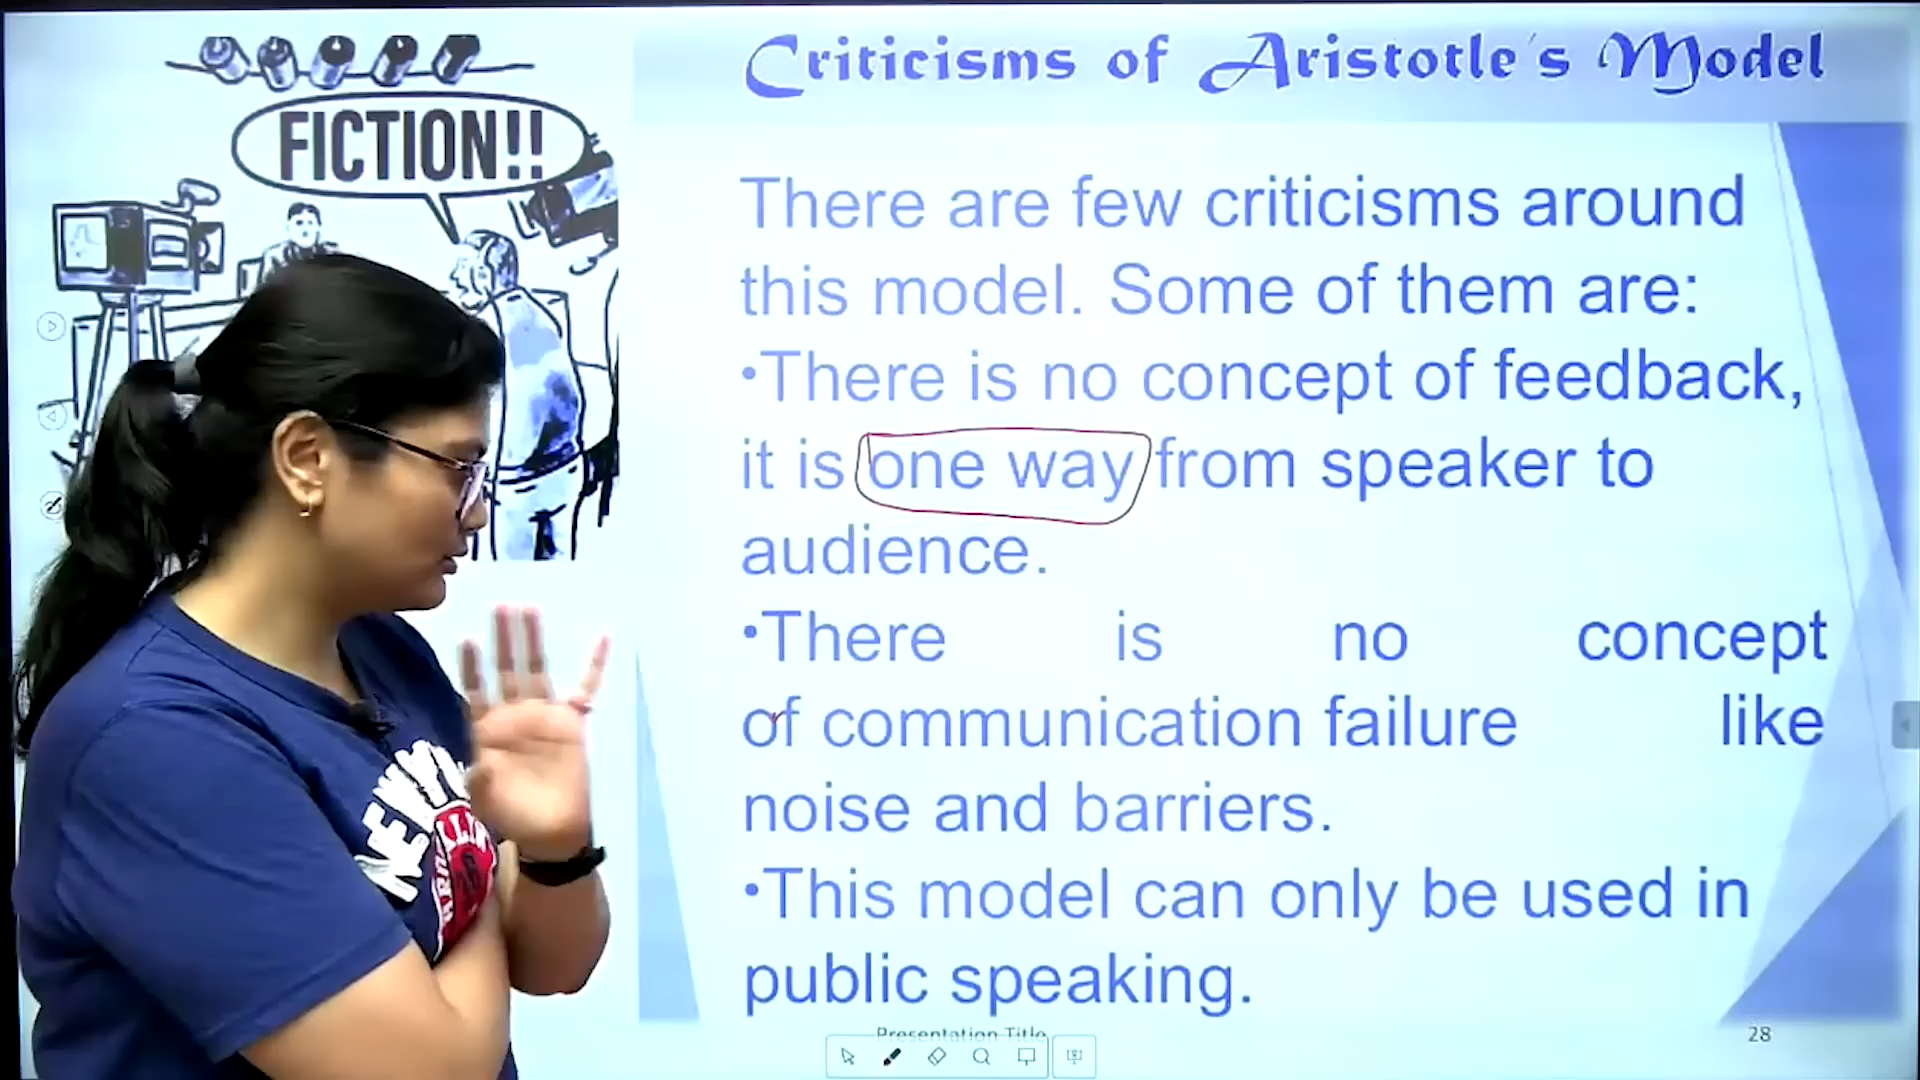 Criticisms of Aristotle's Model
FICTION!!
There are few criticisms around
this model. Some of them are:
•There is no concept of feedback,
it is one way from speaker to
audience.
•There is no concept
of communication failure like
noise and barriers.
•This model can only be used in
public speaking.
Presentation Title
28